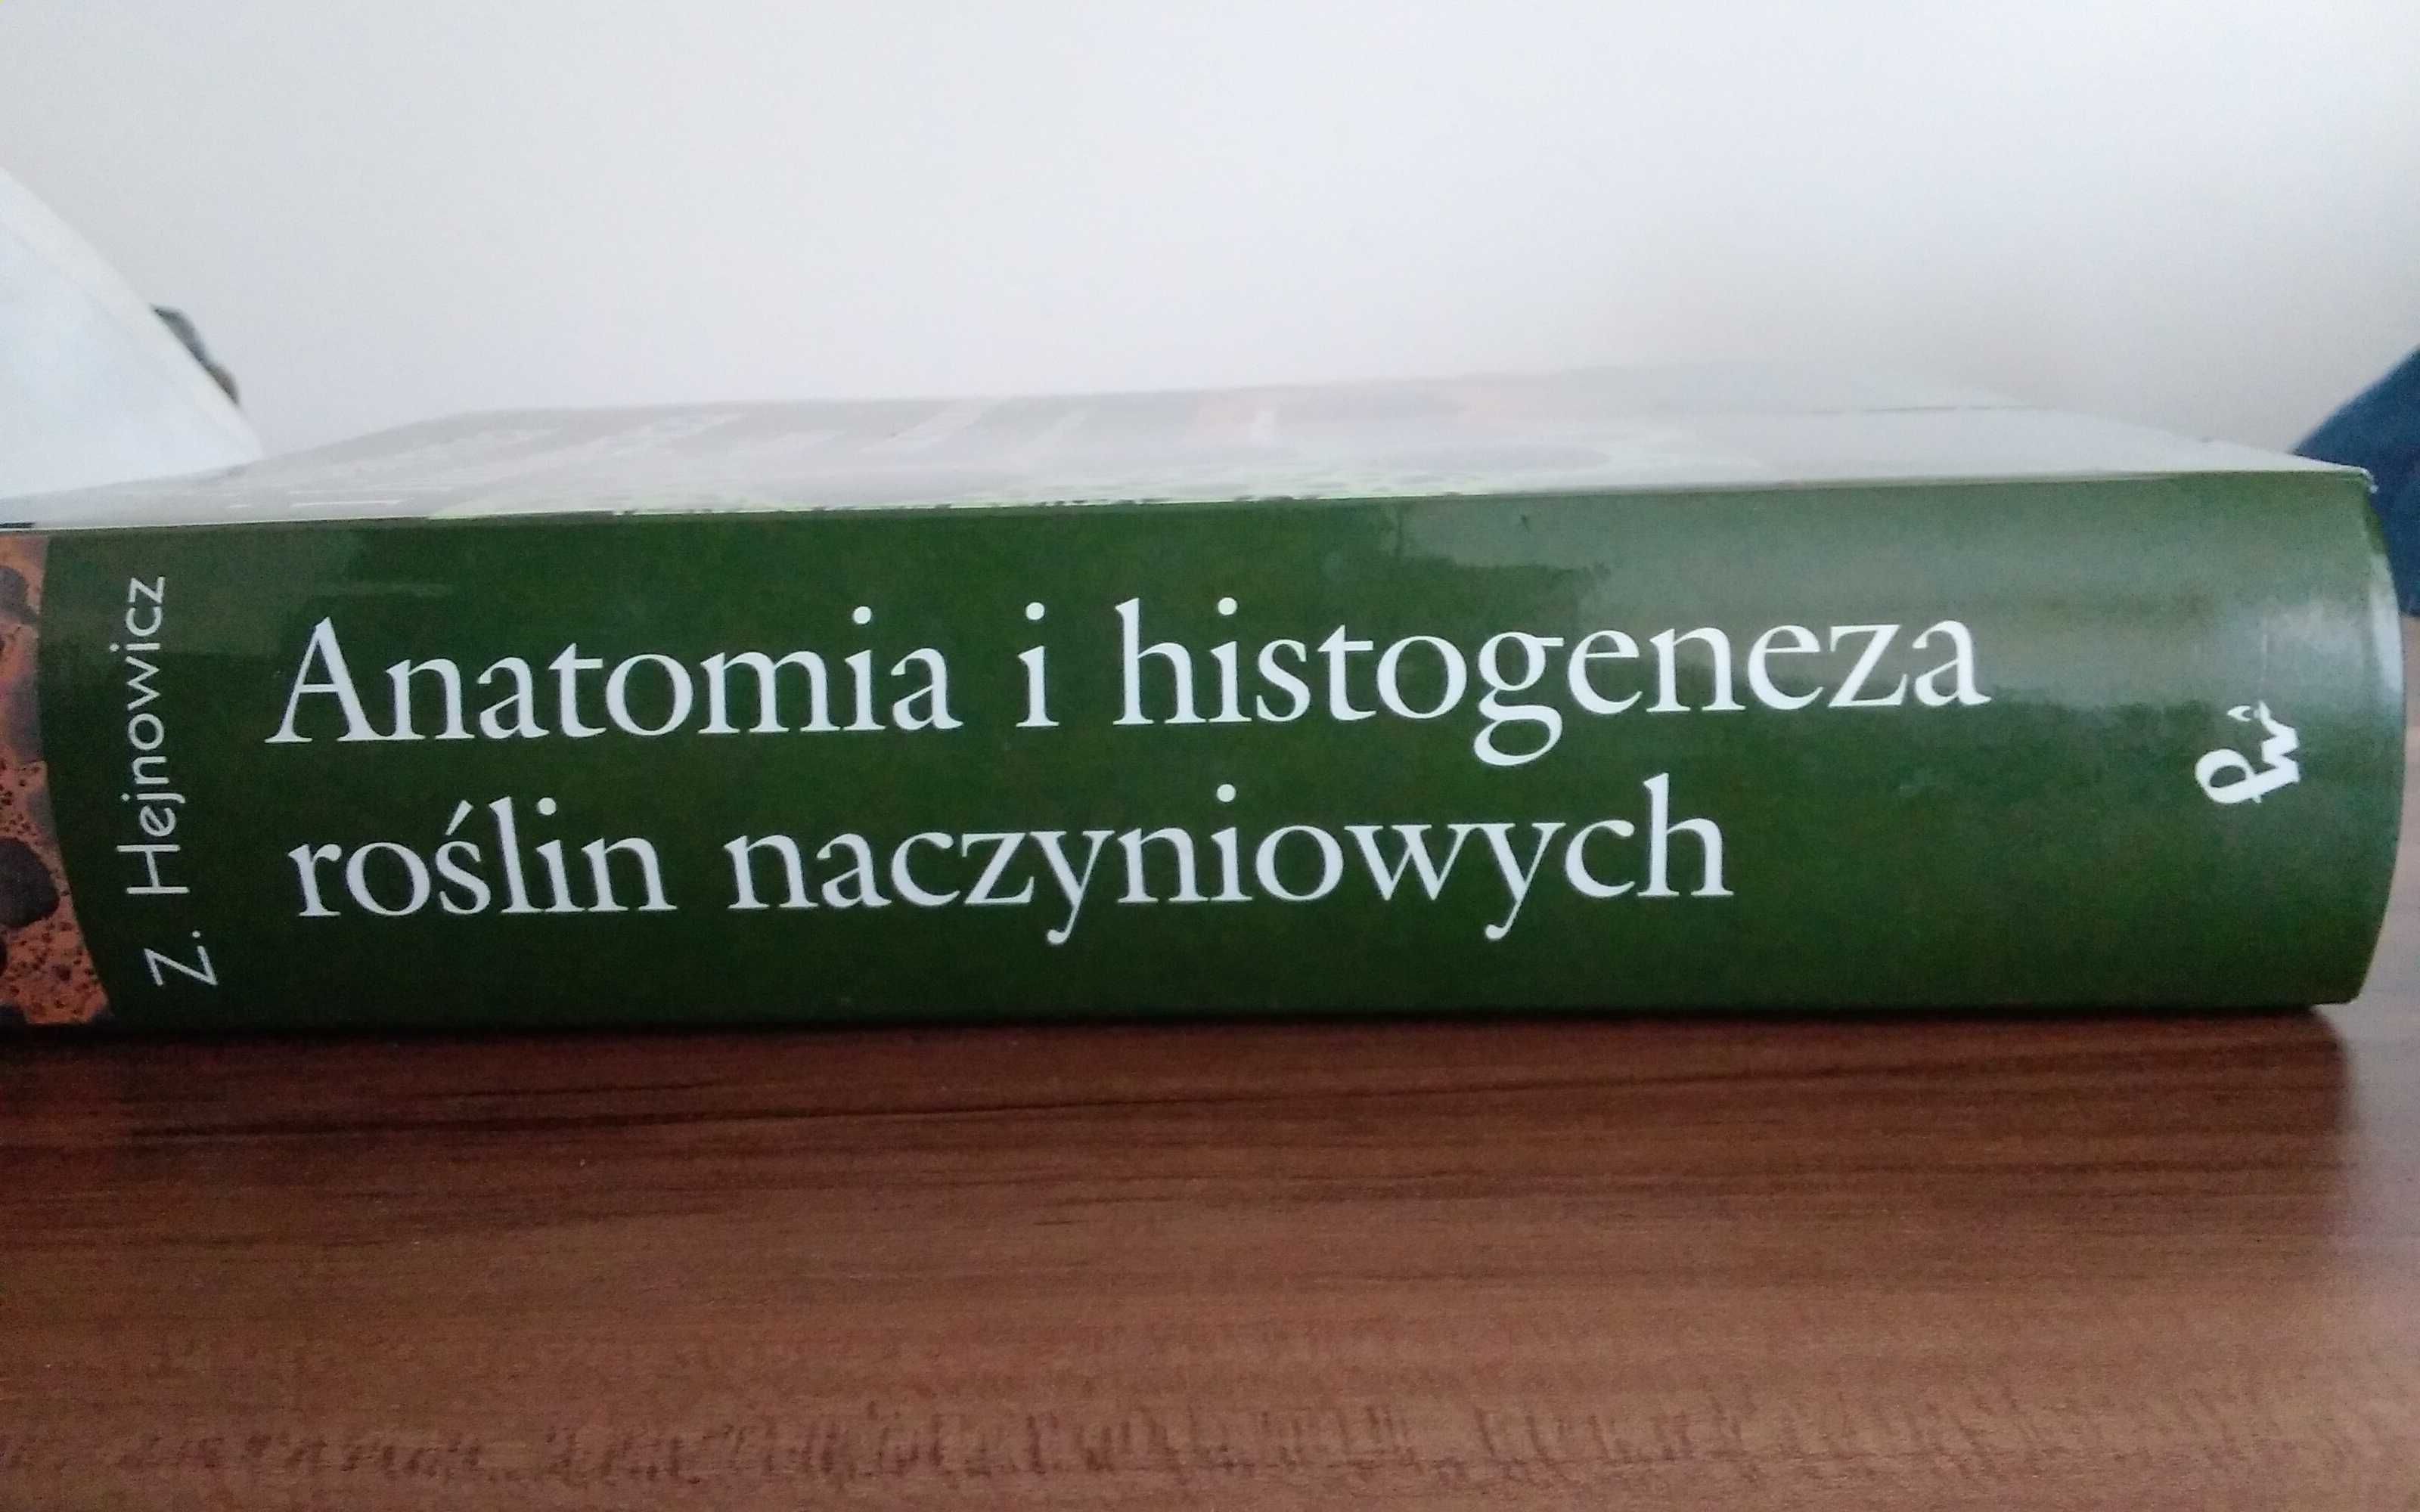 Z. Hejnowicz
Anatomia i histogeneza
roślin naczyniowych